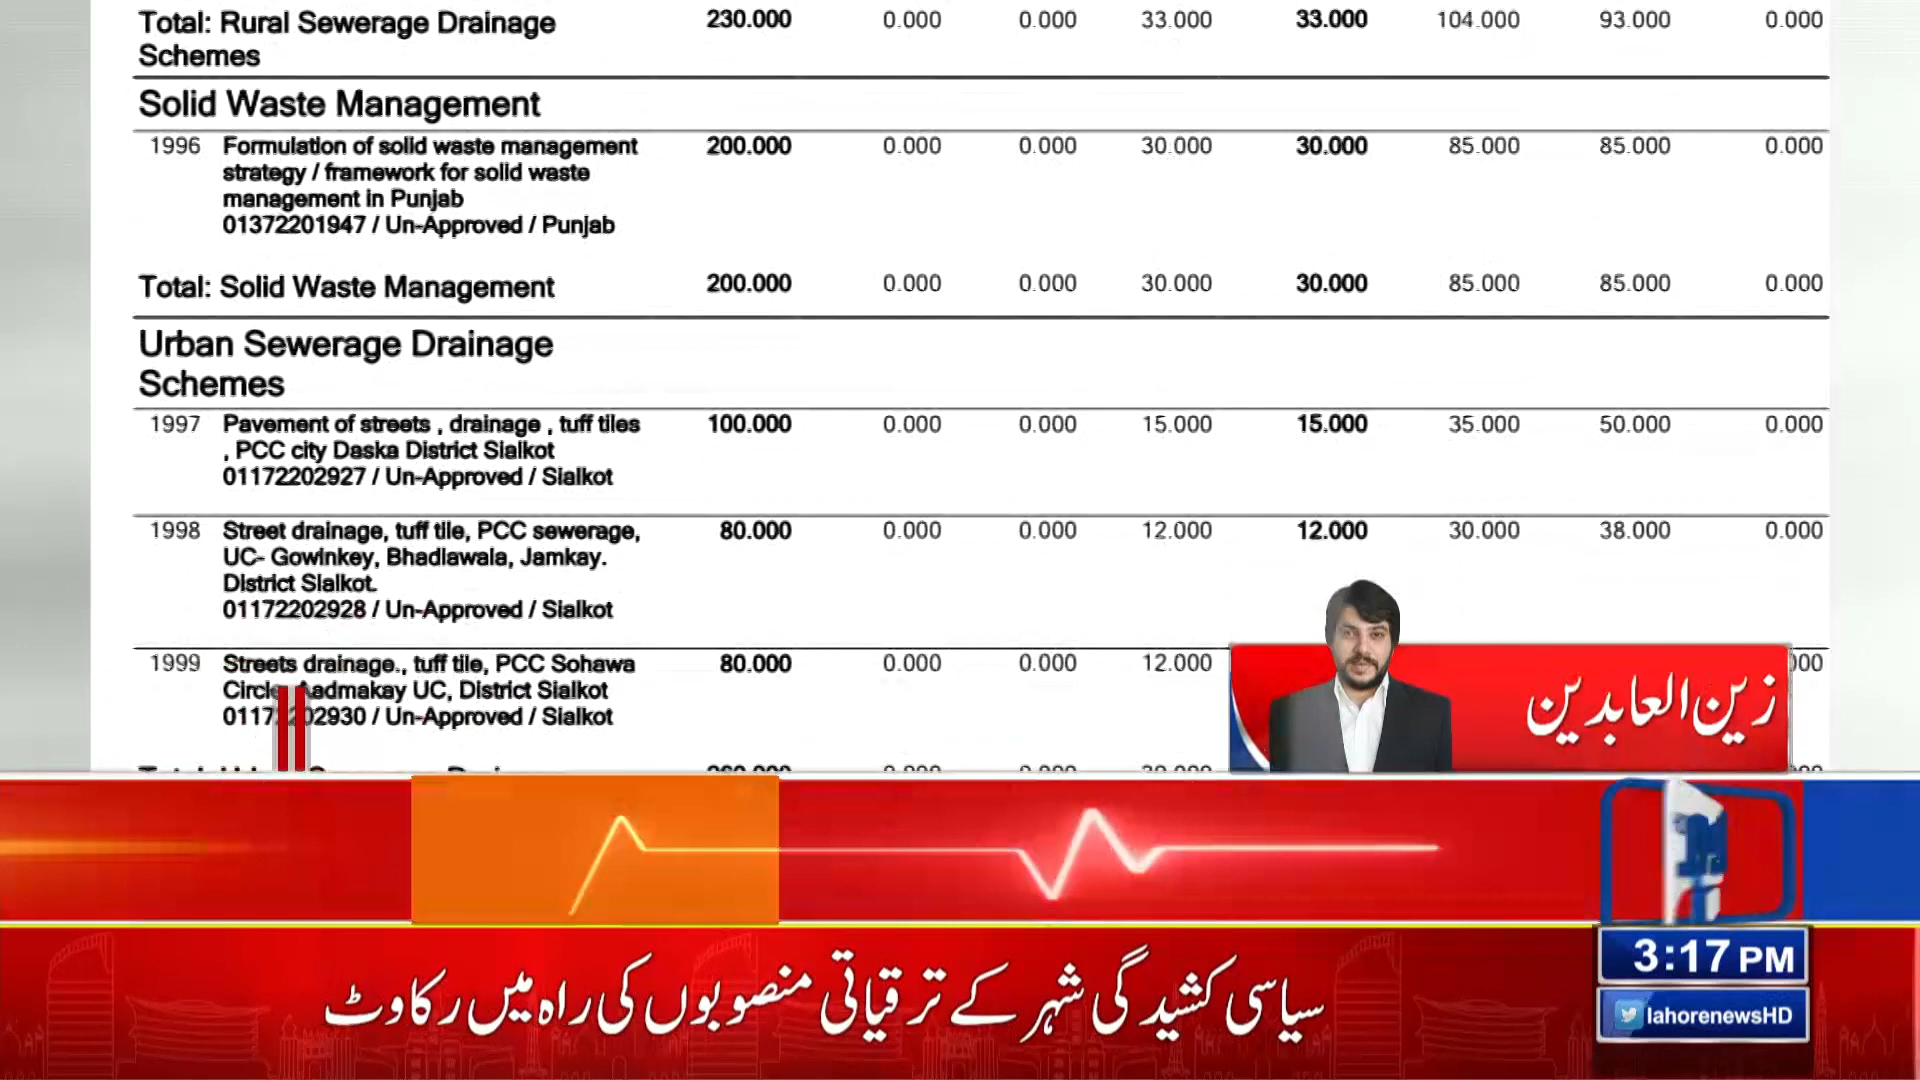 Total: Rural Sewerage Drainage 230.000 0.000 0.000 33.000 33.000 104.000 93.000 0.000
Schemes
Solid Waste Management
1996 Formulation of solid waste management 200.000 0.000 0.000 30.000 30.000 85.000 85.000 0.000
strategy / framework for solid waste
management in Punjab
01372201947 / Un-Approved / Punjab
Total: Solid Waste Management 200.000 0.000 0.000 30.000 30.000 85.000 85.000 0.000
Urban Sewerage Drainage
Schemes
1997 Pavement of streets , drainage , tuff tiles 100.000 0.000 0.000 15.000 15.000 35.000 50.000 0.000
, PCC city Daska District Sialkot
01172202927 / Un-Approved / Sialkot
1998 Street drainage, tuff tile, PCC sewerage, 80.000 0.000 0.000 12.000 12.000 30.000 38.000 0.000
UC- Gowinkey, Bhadlawala, Jamkay.
District Sialkot.
01172202928 / Un-Approved / Sialkot
1999 Streets drainage., tuff tile, PCC Sohawa 80.000 0.000 0.000 12.000
Circle, Aadmakay UC, District Sialkot
01172202930 / Un-Approved / Sialkot
زین العابدین
سیاسی کشیدگی شہر کے ترقیاتی منصوبوں کی راہ میں رکاوٹ
3:17 PM
lahorenewsHD